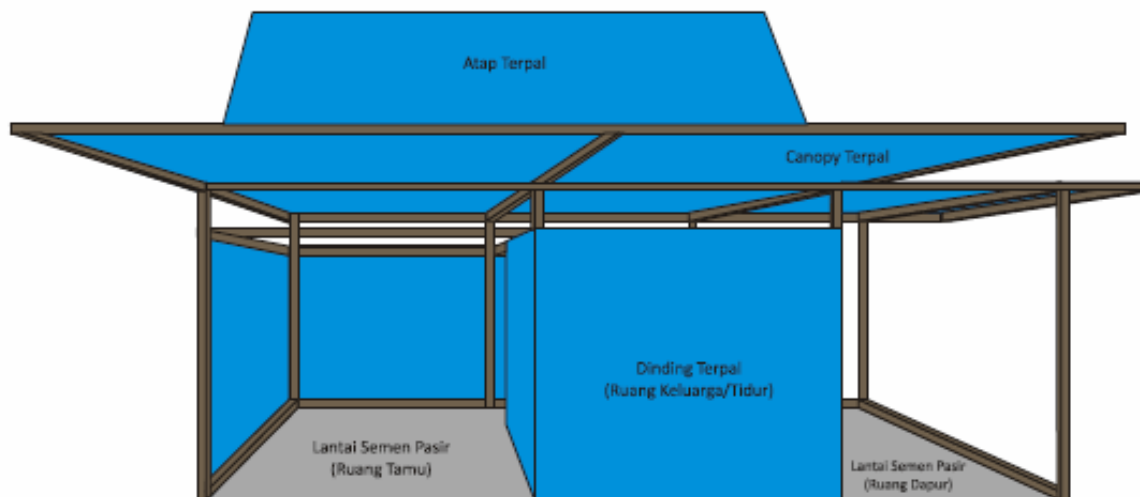 Atap Terpal
Canopy Terpal
Dinding Terpal
(Ruang Keluarga/Tidur)
Lantai Semen Pasir
(Ruang Tamu)
Lantai Semen Pasir
(Ruang Dapur)